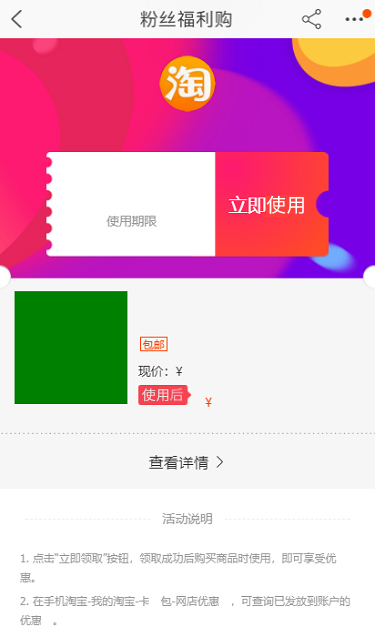 粉丝福利购
淘
使用期限
立即使用
包邮
现价：¥
使用后
¥
查看详情
活动说明
1. 点击“立即领取”按钮，领取成功后购买商品时使用，即可享受优
惠。
2. 在手机淘宝-我的淘宝-卡 包-网店优惠 ，可查询已发放到账户的
优惠 。